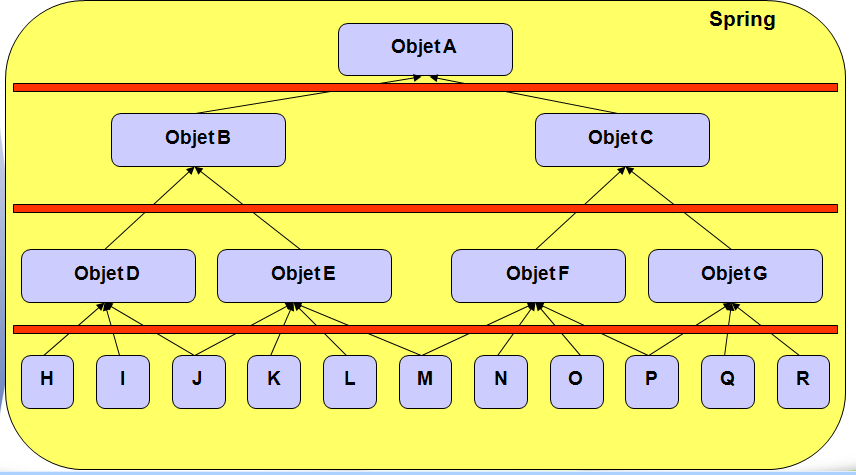 Spring
Objet A
Objet B
Objet C
Objet D
Objet E
Objet F
Objet G
H
I
J
K
L
M
N
O
P
Q
R